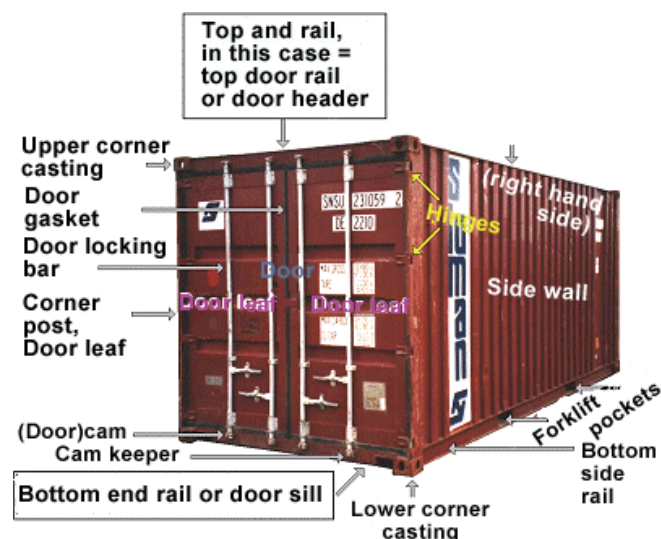 Top and rail,
in this case =
top door rail
or door header
Upper corner
casting
Door
gasket
Door locking
bar
Corner
post,
Door leaf
(Door)cam
Cam keeper
Bottom end rail or door sill
Lower corner
casting
Bottom
side
rail
Forklift
pockets
(right hand
side)
Side wall
Hinges
Door
Door leaf
Door leaf
SNSU 231059 2
DE 2210